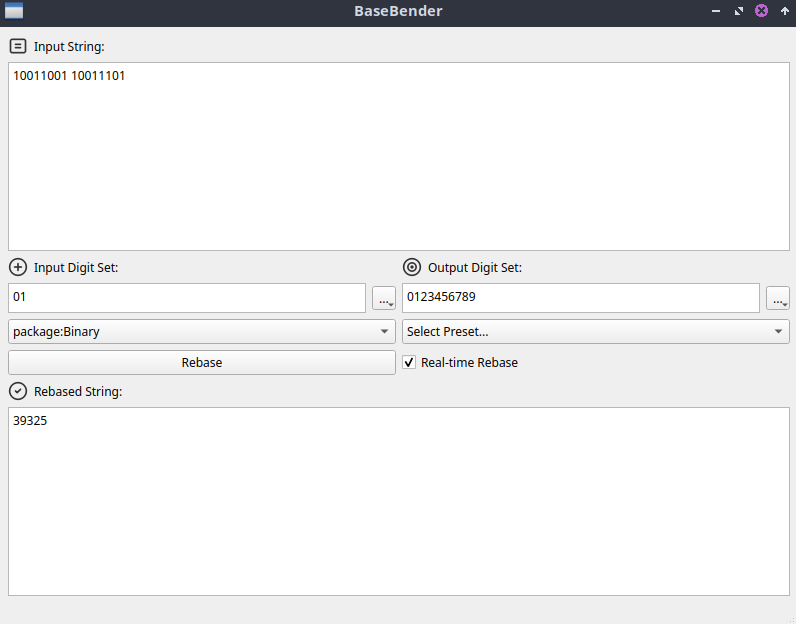 BaseBender
Input String:
10011001 10011101
Input Digit Set:
Output Digit Set:
01
...
0123456789
...
package:Binary
Select Preset...
Rebase
Real-time Rebase
Rebased String:
39325